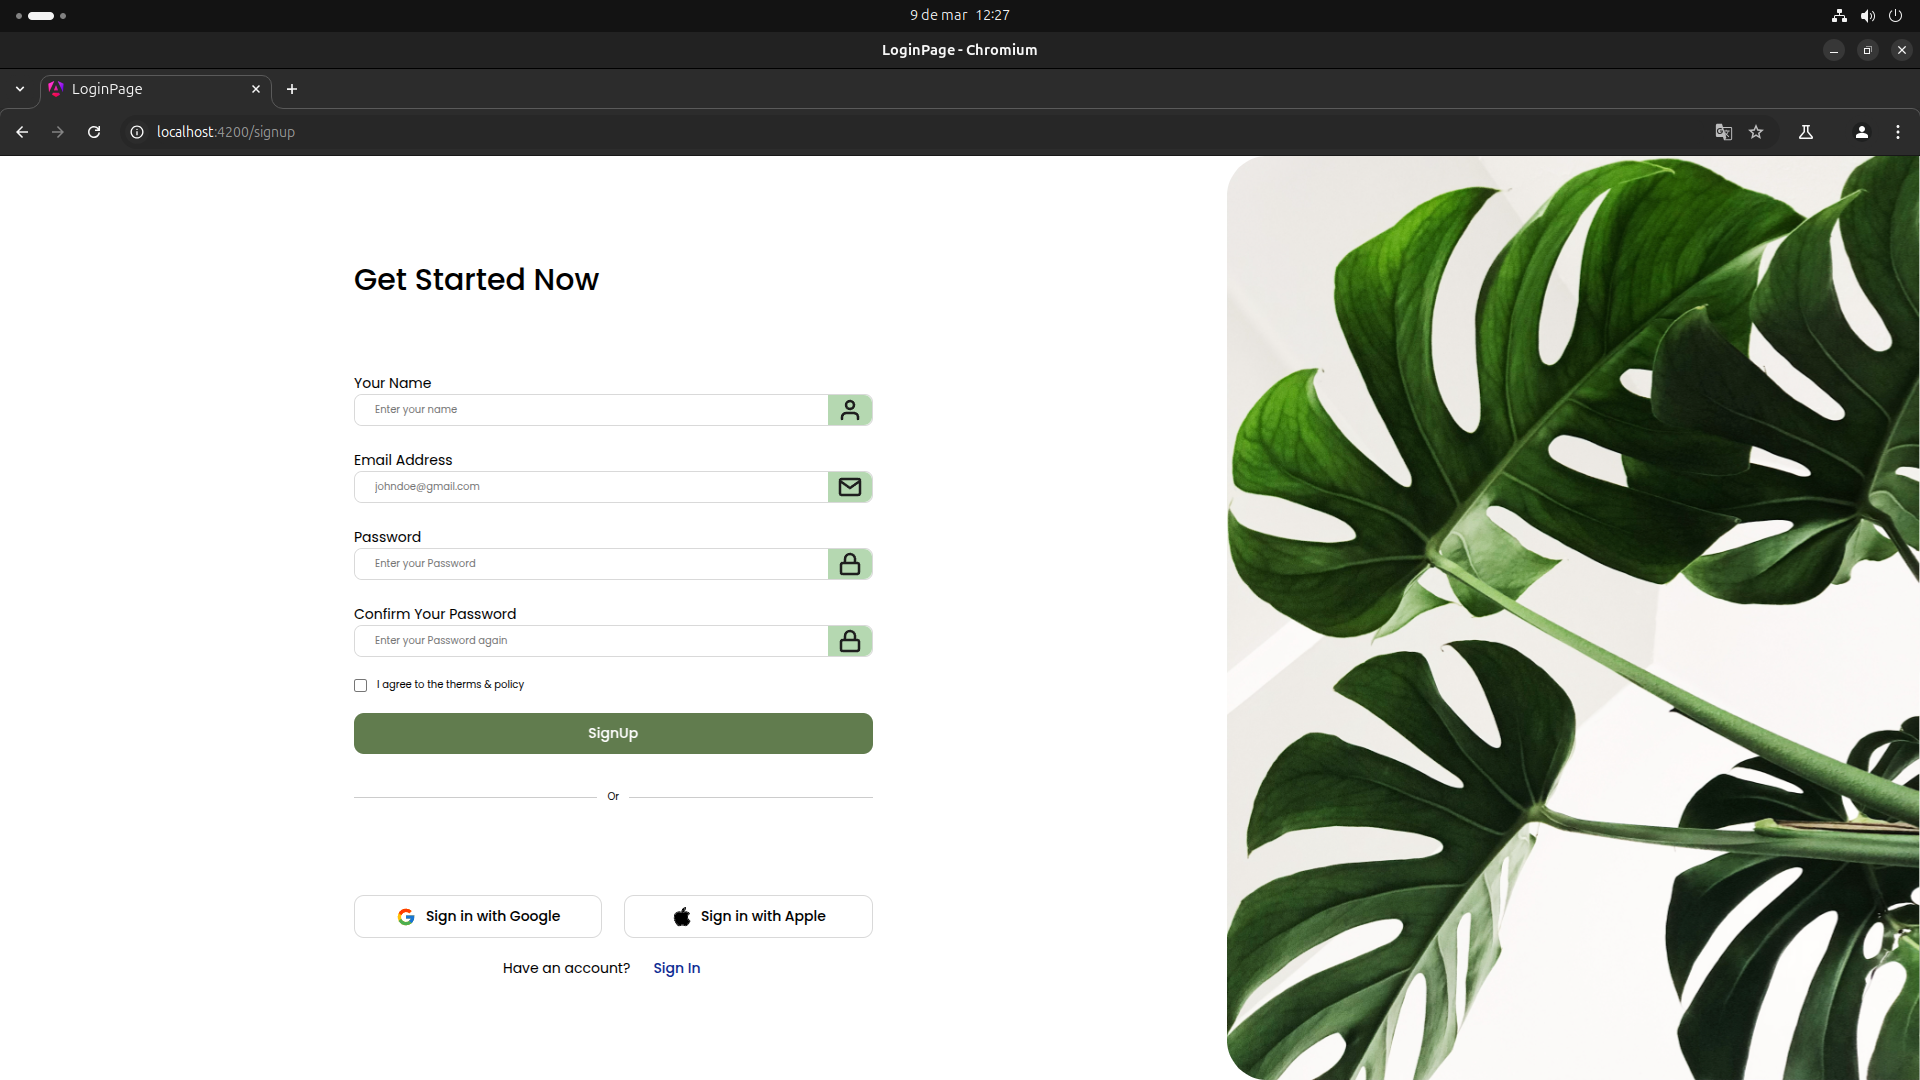 9 de mar 12:27
LoginPage - Chromium
LoginPage
localhost:4200/signup
Get Started Now
Your Name
Enter your name
Email Address
johndoe@gmail.com
Password
Enter your Password
Confirm Your Password
Enter your Password again
I agree to the therms & policy
SignUp
Or
Sign in with Google
Sign in with Apple
Have an account? Sign In